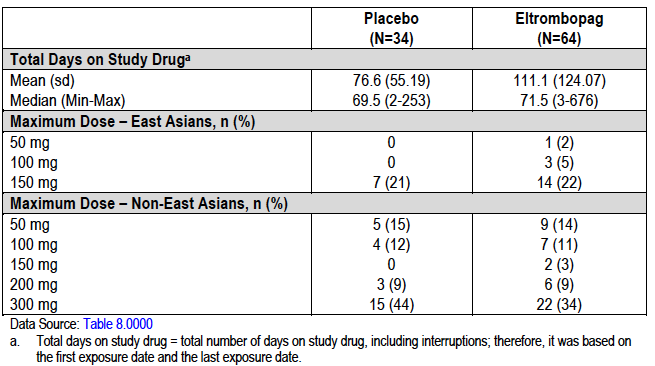 Placebo Eltrombopag
(N=34) (N=64)
Total Days on Study Drugᵃ
Mean (sd) 76.6 (55.19) 111.1 (124.07)
Median (Min-Max) 69.5 (2-253) 71.5 (3-676)
Maximum Dose – East Asians, n (%)
50 mg 0 1 (2)
100 mg 0 3 (5)
150 mg 7 (21) 14 (22)
Maximum Dose – Non-East Asians, n (%)
50 mg 5 (15) 9 (14)
100 mg 4 (12) 7 (11)
150 mg 0 2 (3)
200 mg 3 (9) 6 (9)
300 mg 15 (44) 22 (34)
Data Source: Table 8.0000
a. Total days on study drug = total number of days on study drug, including interruptions; therefore, it was based on
the first exposure date and the last exposure date.